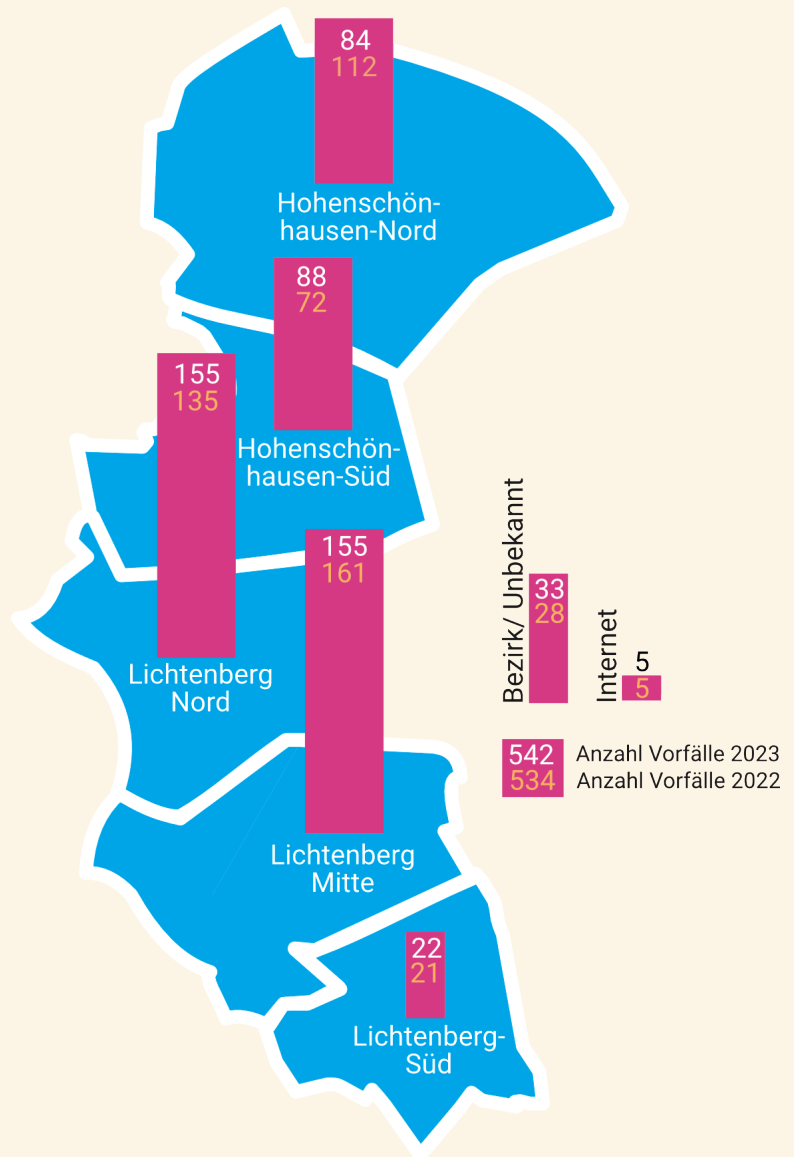 84
112
Hohenschön-
hausen-Nord
88
72
Hohenschön-
hausen-Süd
155
135
Lichtenberg
Nord
155
161
Lichtenberg
Mitte
22
21
Lichtenberg-
Süd
Bezirk/ Unbekannt
33
28
Internet
5
5
542 Anzahl Vorfälle 2023
534 Anzahl Vorfälle 2022